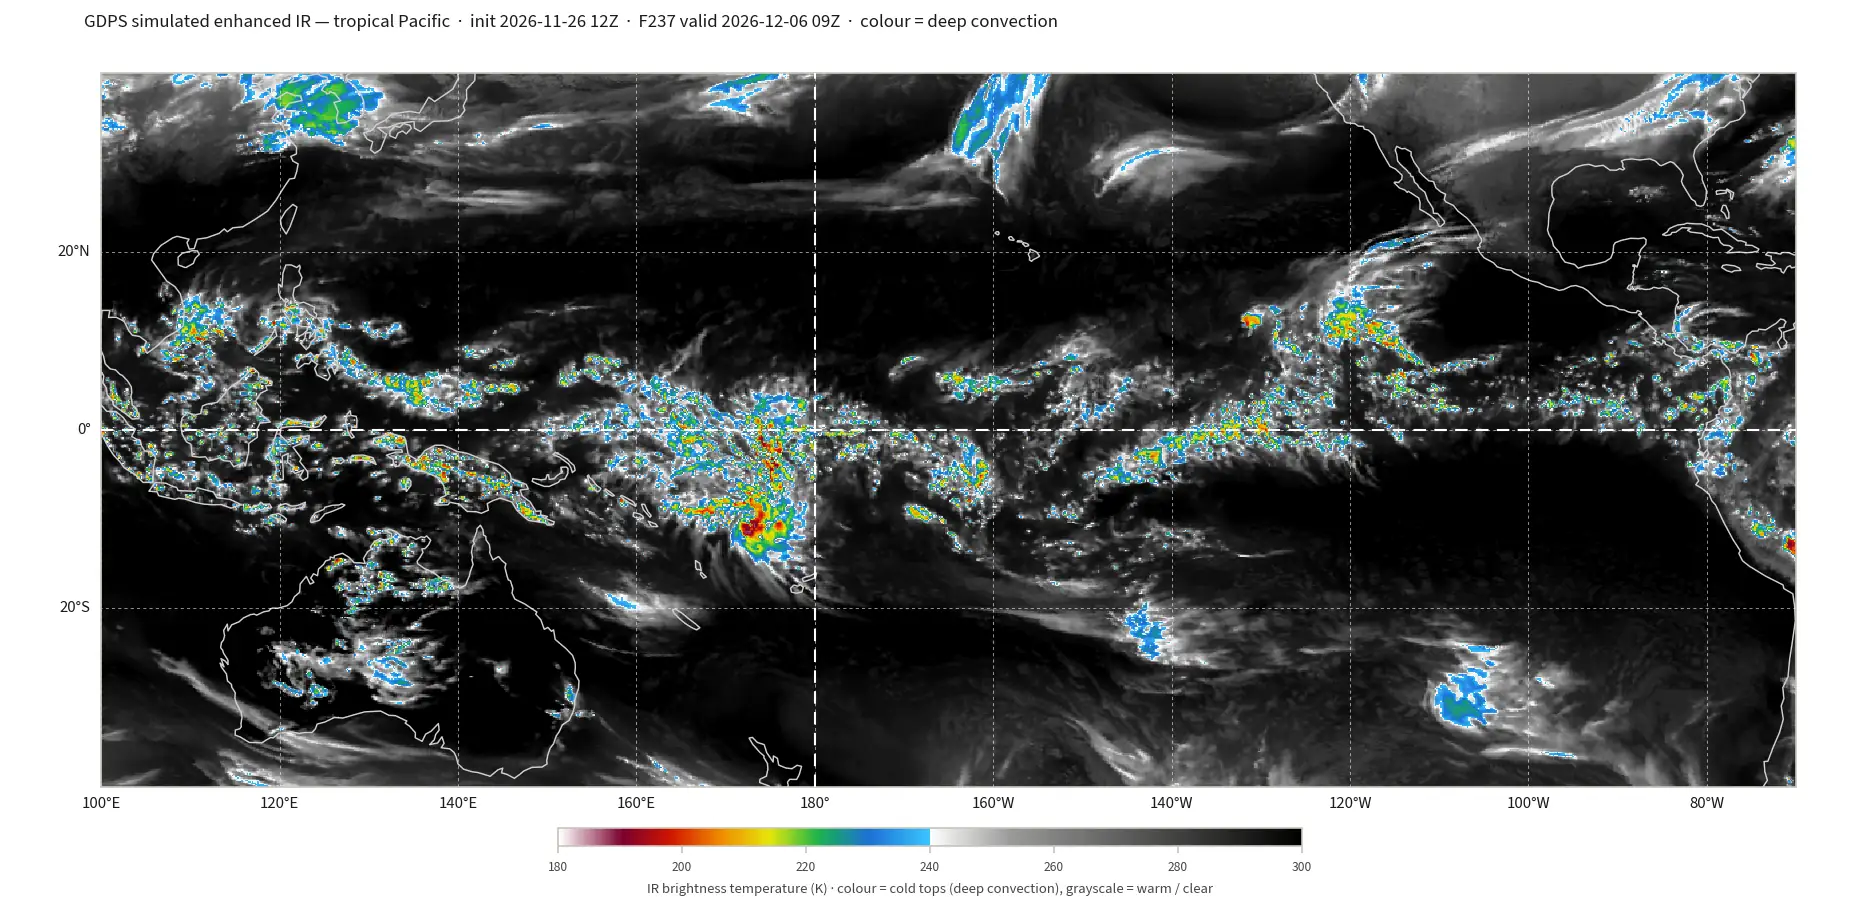 GDPS simulated enhanced IR — tropical Pacific · init 2026-11-26 12Z · F237 valid 2026-12-06 09Z · colour = deep convection
20°N
0°
20°S
100°E 120°E 140°E 160°E 180° 160°W 140°W 120°W 100°W 80°W
180 200 220 240 260 280 300
IR brightness temperature (K) · colour = cold tops (deep convection), grayscale = warm / clear